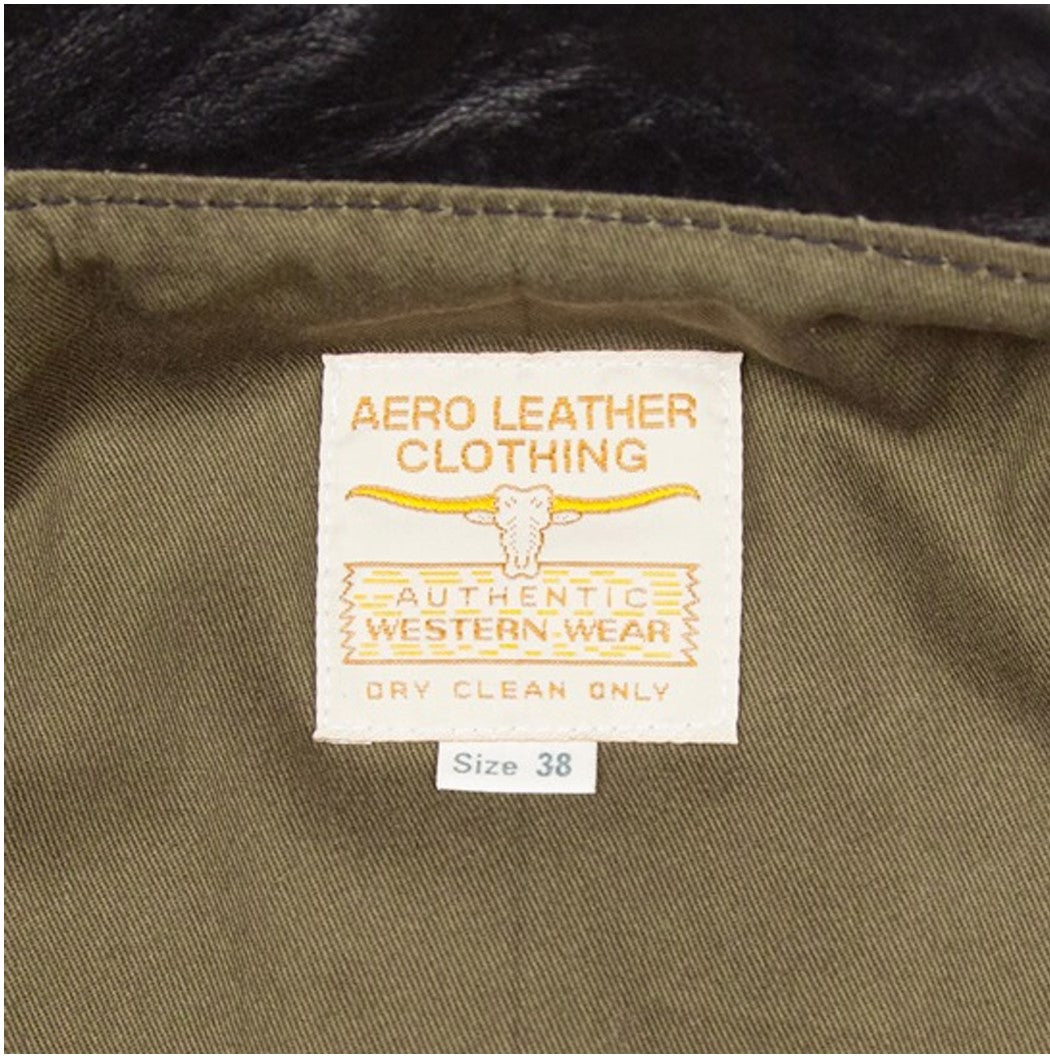 AERO LEATHER
CLOTHING
AUTHENTIC
WESTERN-WEAR
DRY CLEAN ONLY
Size 38